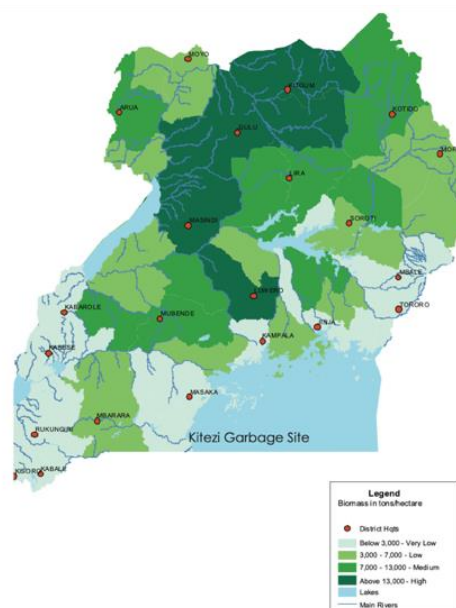 MOYO
KITGUM
ARUA
KOTIDO
GULU
MOR
LIRA
SOROTI
MASINDI
MBALE
LUWERO
TORORO
KABAROLE
MUBENDE
JINJA
KAMPALA
KASESE
MASAKA
MBARARA
RUKUNGIRI
Kitezi Garbage Site
KISORO
KABALE
Legend
Biomass in tons/hectare
District Hqts
Below 3,000 - Very Low
3,000 - 7,000 - Low
7,000 - 13,000 - Medium
Above 13,000 - High
Lakes
Main Rivers